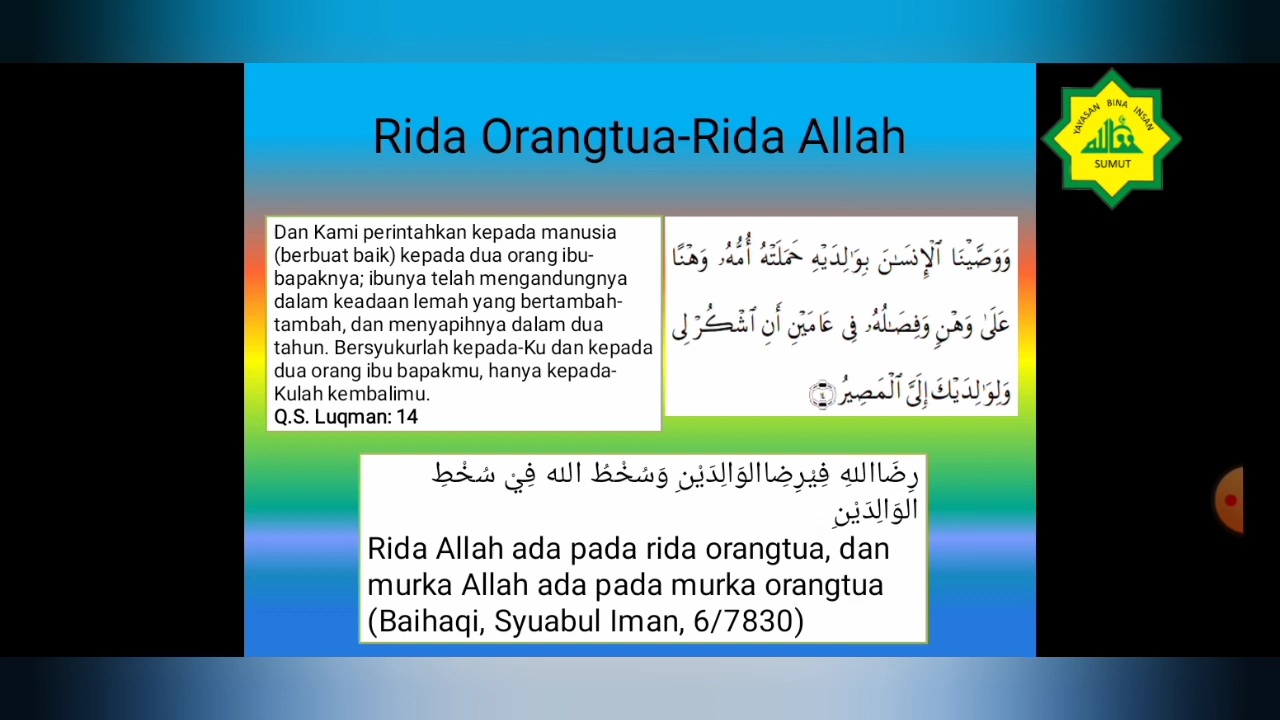 Rida Orangtua-Rida Allah
YAYASAN BINA INSAN
SUMUT
Dan Kami perintahkan kepada manusia
(berbuat baik) kepada dua orang ibu-
bapaknya; ibunya telah mengandungnya
dalam keadaan lemah yang bertambah-
tambah, dan menyapihnya dalam dua
tahun. Bersyukurlah kepada-Ku dan kepada
dua orang ibu bapakmu, hanya kepada-
Kulah kembalimu.
Q.S. Luqman: 14
وَوَصَّيْنَا ٱلْإِنسَـٰنَ بِوَٰلِدَيْهِ حَمَلَتْهُ أُمُّهُۥ وَهْنًا
عَلَىٰ وَهْنٍ وَفِصَـٰلُهُۥ فِى عَامَيْنِ أَنِ ٱشْكُرْ لِى
وَلِوَٰلِدَيْكَ إِلَىَّ ٱلْمَصِيرُ ١٤
رِضَااللهِ فِيْرِضِاالوَالِدَيْنِ وَسُخْطُ الله فِيْ سُخْطِ
الوَالِدَيْنِ
Rida Allah ada pada rida orangtua, dan
murka Allah ada pada murka orangtua
(Baihaqi, Syuabul Iman, 6/7830)